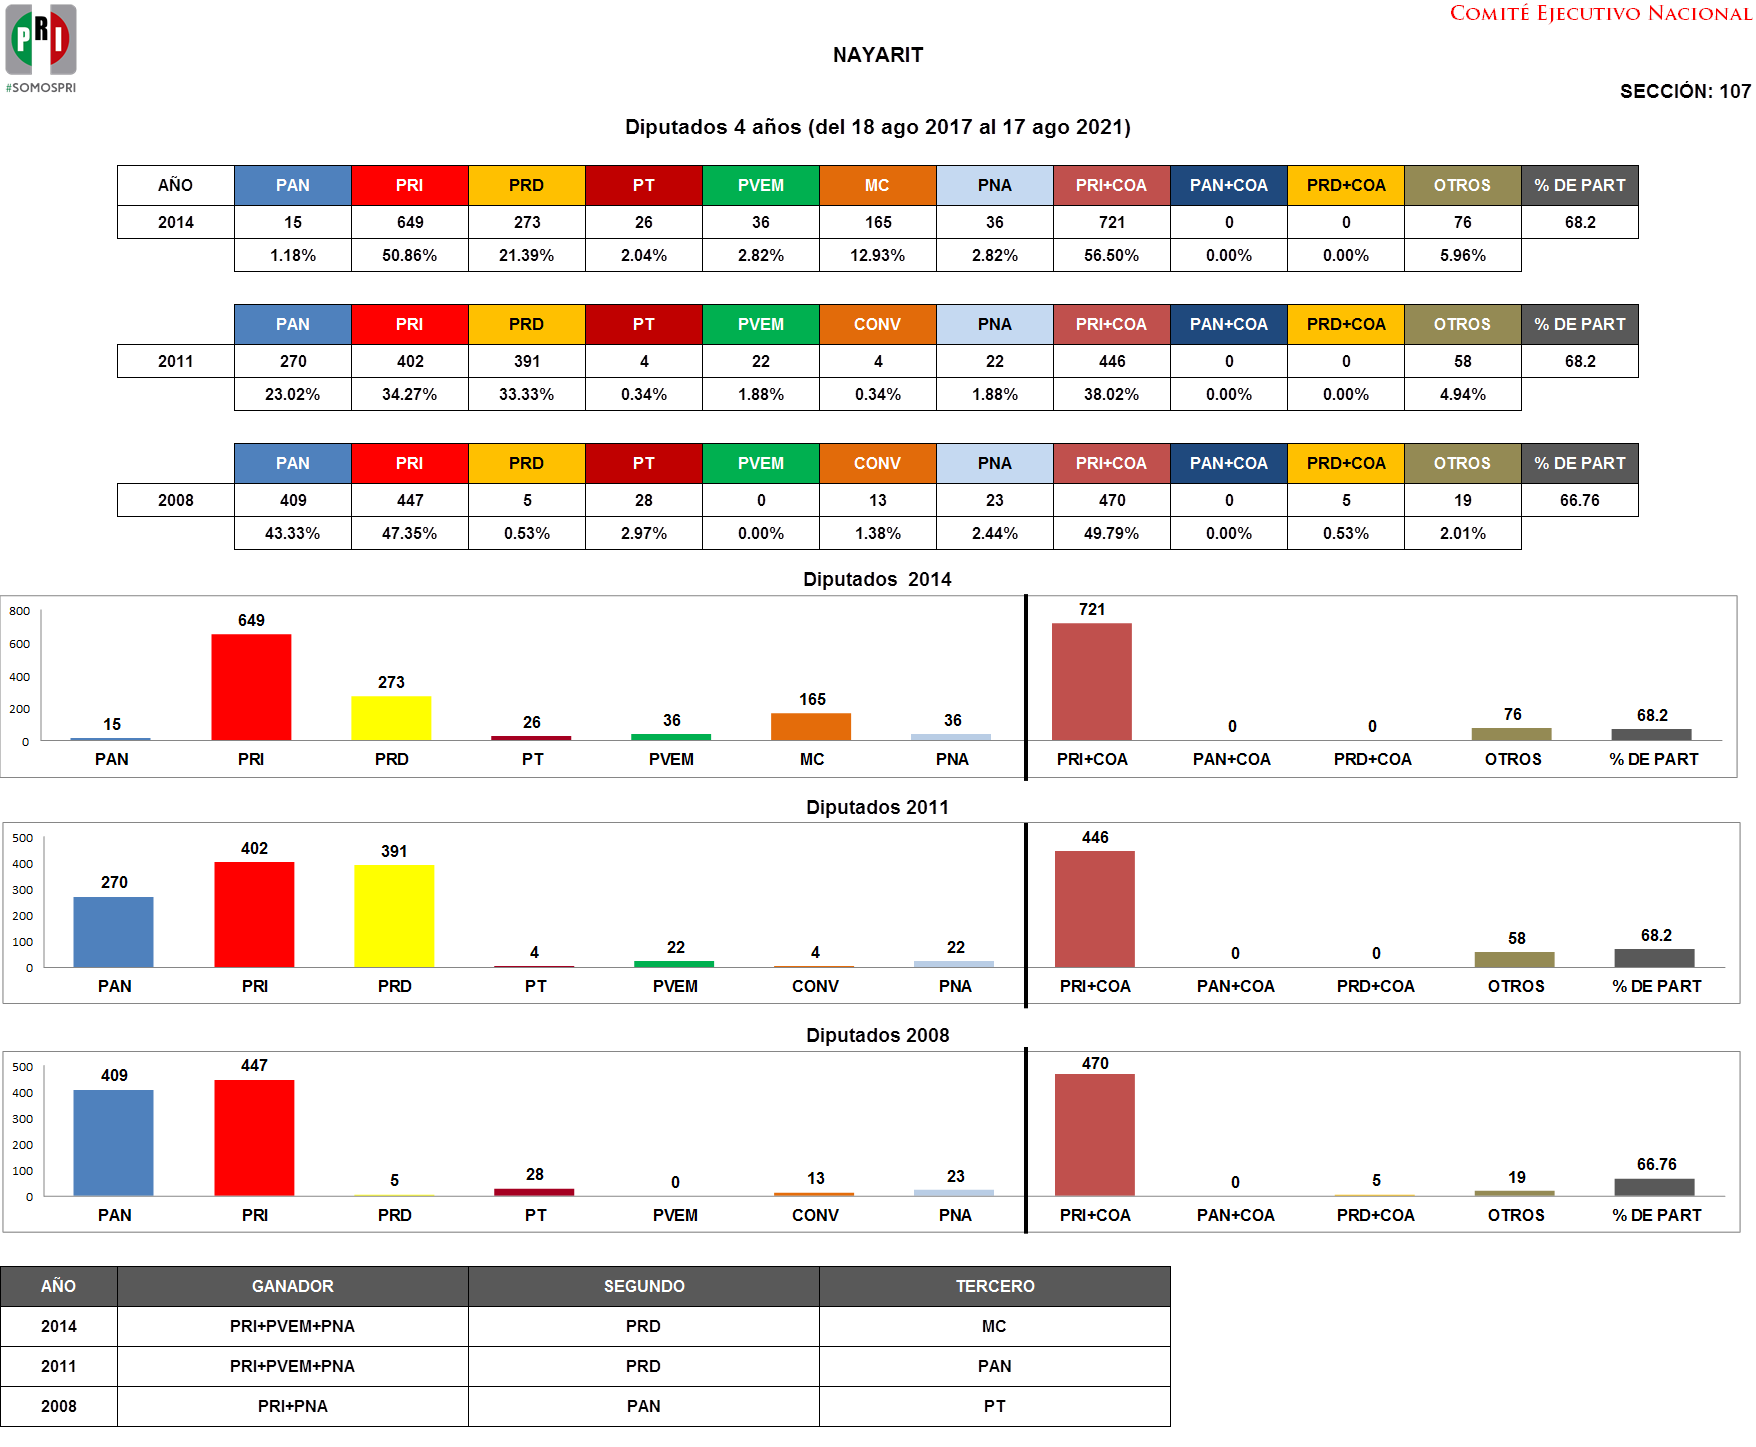 PRI
#SOMOSPRI
COMITÉ EJECUTIVO NACIONAL
NAYARIT
SECCIÓN: 107
Diputados 4 años (del 18 ago 2017 al 17 ago 2021)
AÑO PAN PRI PRD PT PVEM MC PNA PRI+COA PAN+COA PRD+COA OTROS % DE PART
2014 15 649 273 26 36 165 36 721 0 0 76 68.2
1.18% 50.86% 21.39% 2.04% 2.82% 12.93% 2.82% 56.50% 0.00% 0.00% 5.96%
PAN PRI PRD PT PVEM CONV PNA PRI+COA PAN+COA PRD+COA OTROS % DE PART
2011 270 402 391 4 22 4 22 446 0 0 58 68.2
23.02% 34.27% 33.33% 0.34% 1.88% 0.34% 1.88% 38.02% 0.00% 0.00% 4.94%
PAN PRI PRD PT PVEM CONV PNA PRI+COA PAN+COA PRD+COA OTROS % DE PART
2008 409 447 5 28 0 13 23 470 0 5 19 66.76
43.33% 47.35% 0.53% 2.97% 0.00% 1.38% 2.44% 49.79% 0.00% 0.53% 2.01%
Diputados 2014
800
600
400
200
0
15 649 273 26 36 165 36 721 0 0 76 68.2
PAN PRI PRD PT PVEM MC PNA PRI+COA PAN+COA PRD+COA OTROS % DE PART
Diputados 2011
500
400
300
200
100
0
270 402 391 4 22 4 22 446 0 0 58 68.2
PAN PRI PRD PT PVEM CONV PNA PRI+COA PAN+COA PRD+COA OTROS % DE PART
Diputados 2008
500
400
300
200
100
0
409 447 5 28 0 13 23 470 0 5 19 66.76
PAN PRI PRD PT PVEM CONV PNA PRI+COA PAN+COA PRD+COA OTROS % DE PART
AÑO GANADOR SEGUNDO TERCERO
2014 PRI+PVEM+PNA PRD MC
2011 PRI+PVEM+PNA PRD PAN
2008 PRI+PNA PAN PT